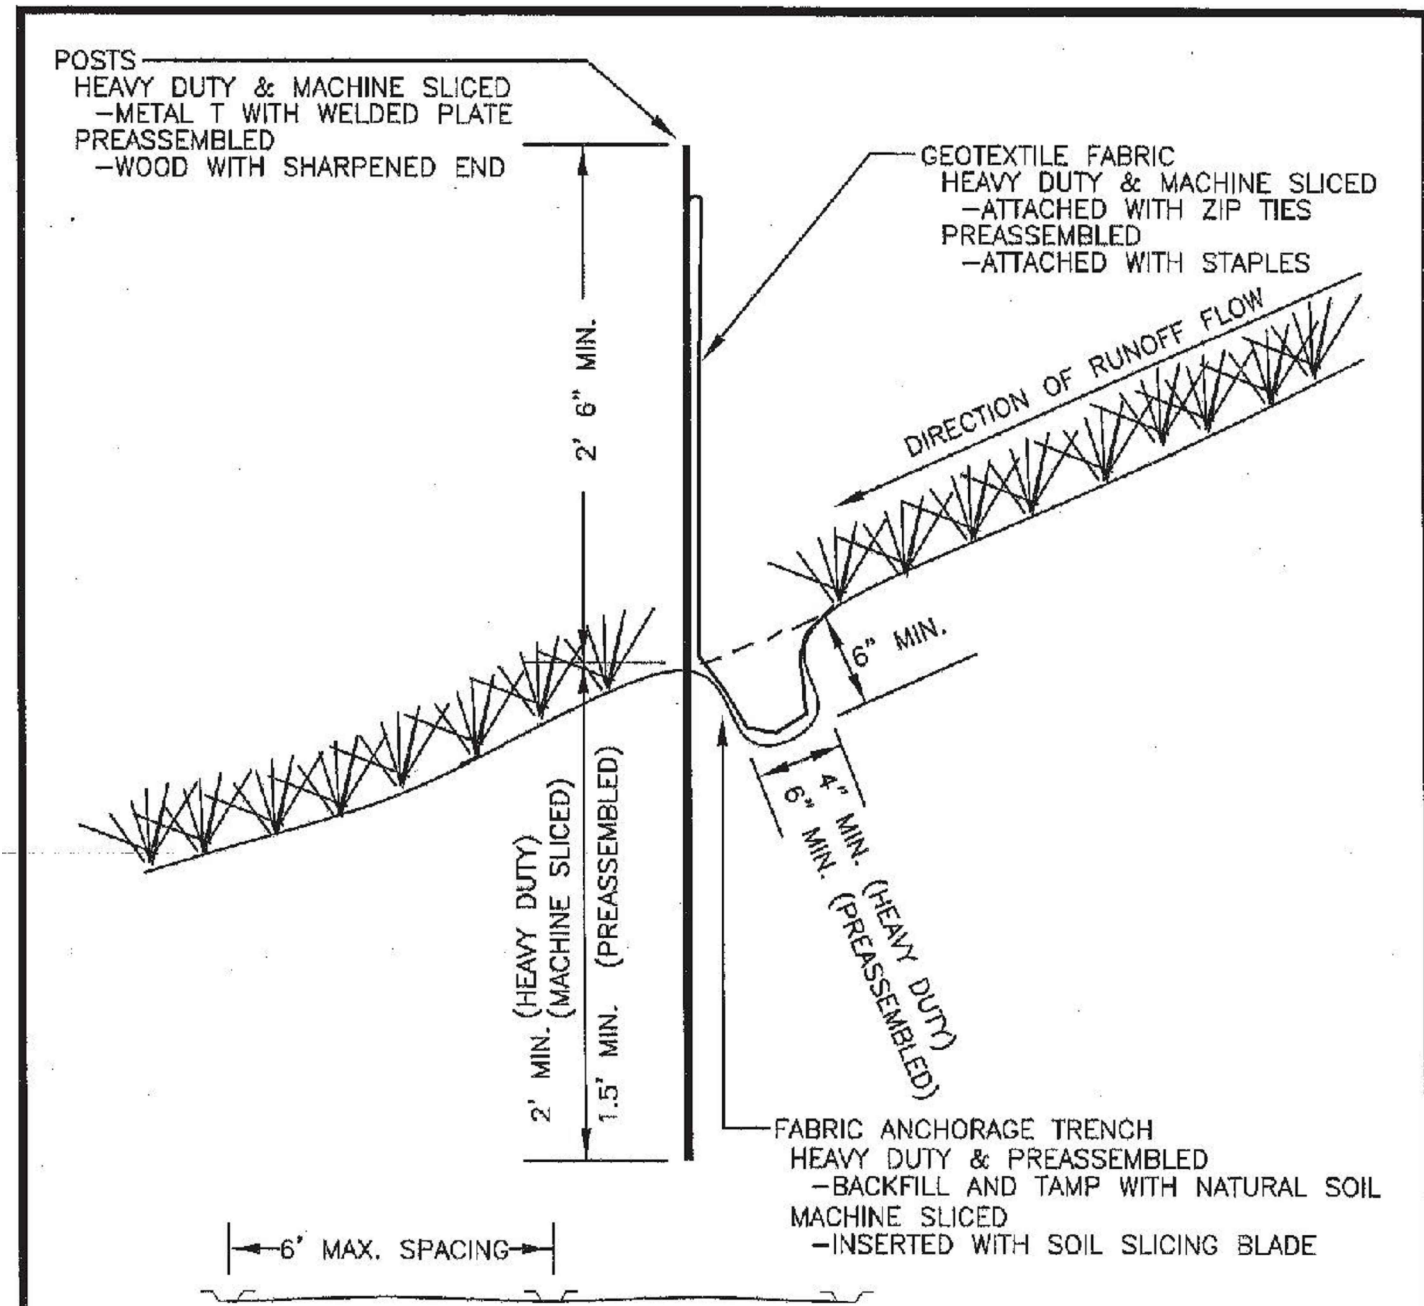 POSTS
HEAVY DUTY & MACHINE SLICED
-METAL T WITH WELDED PLATE
PREASSEMBLED
-WOOD WITH SHARPENED END
GEOTEXTILE FABRIC
HEAVY DUTY & MACHINE SLICED
-ATTACHED WITH ZIP TIES
PREASSEMBLED
-ATTACHED WITH STAPLES
DIRECTION OF RUNOFF FLOW
2' 6" MIN.
6" MIN.
4" MIN. (HEAVY DUTY)
6" MIN. (PREASSEMBLED)
2' MIN. (HEAVY DUTY)
(MACHINE SLICED)
1.5' MIN. (PREASSEMBLED)
FABRIC ANCHORAGE TRENCH
HEAVY DUTY & PREASSEMBLED
-BACKFILL AND TAMP WITH NATURAL SOIL
MACHINE SLICED
-INSERTED WITH SOIL SLICING BLADE
6' MAX. SPACING